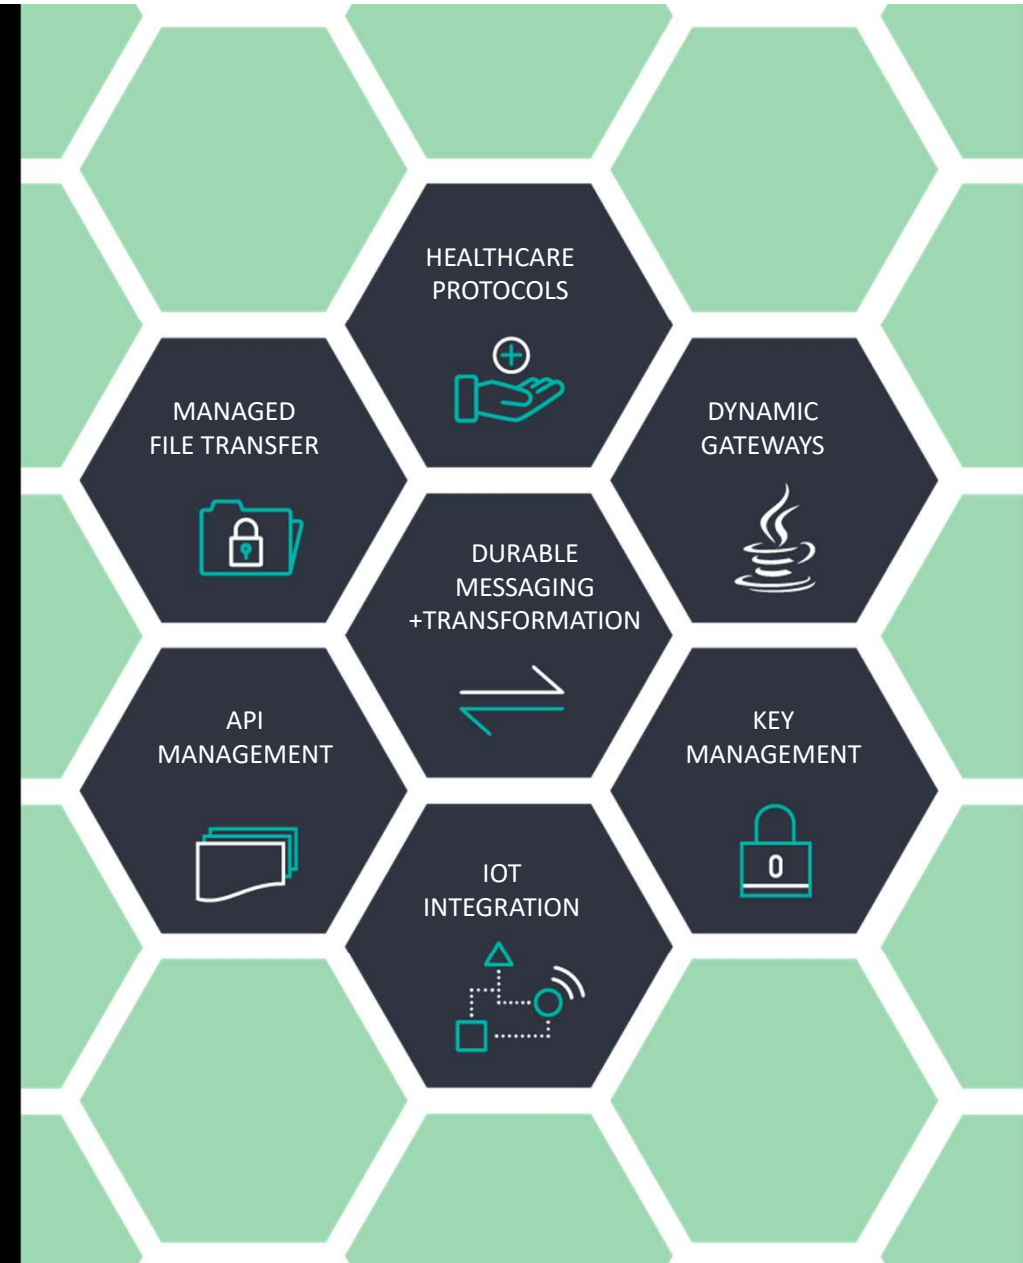 HEALTHCARE
PROTOCOLS
MANAGED
FILE TRANSFER
DYNAMIC
GATEWAYS
DURABLE
MESSAGING
+TRANSFORMATION
API
MANAGEMENT
KEY
MANAGEMENT
IOT
INTEGRATION